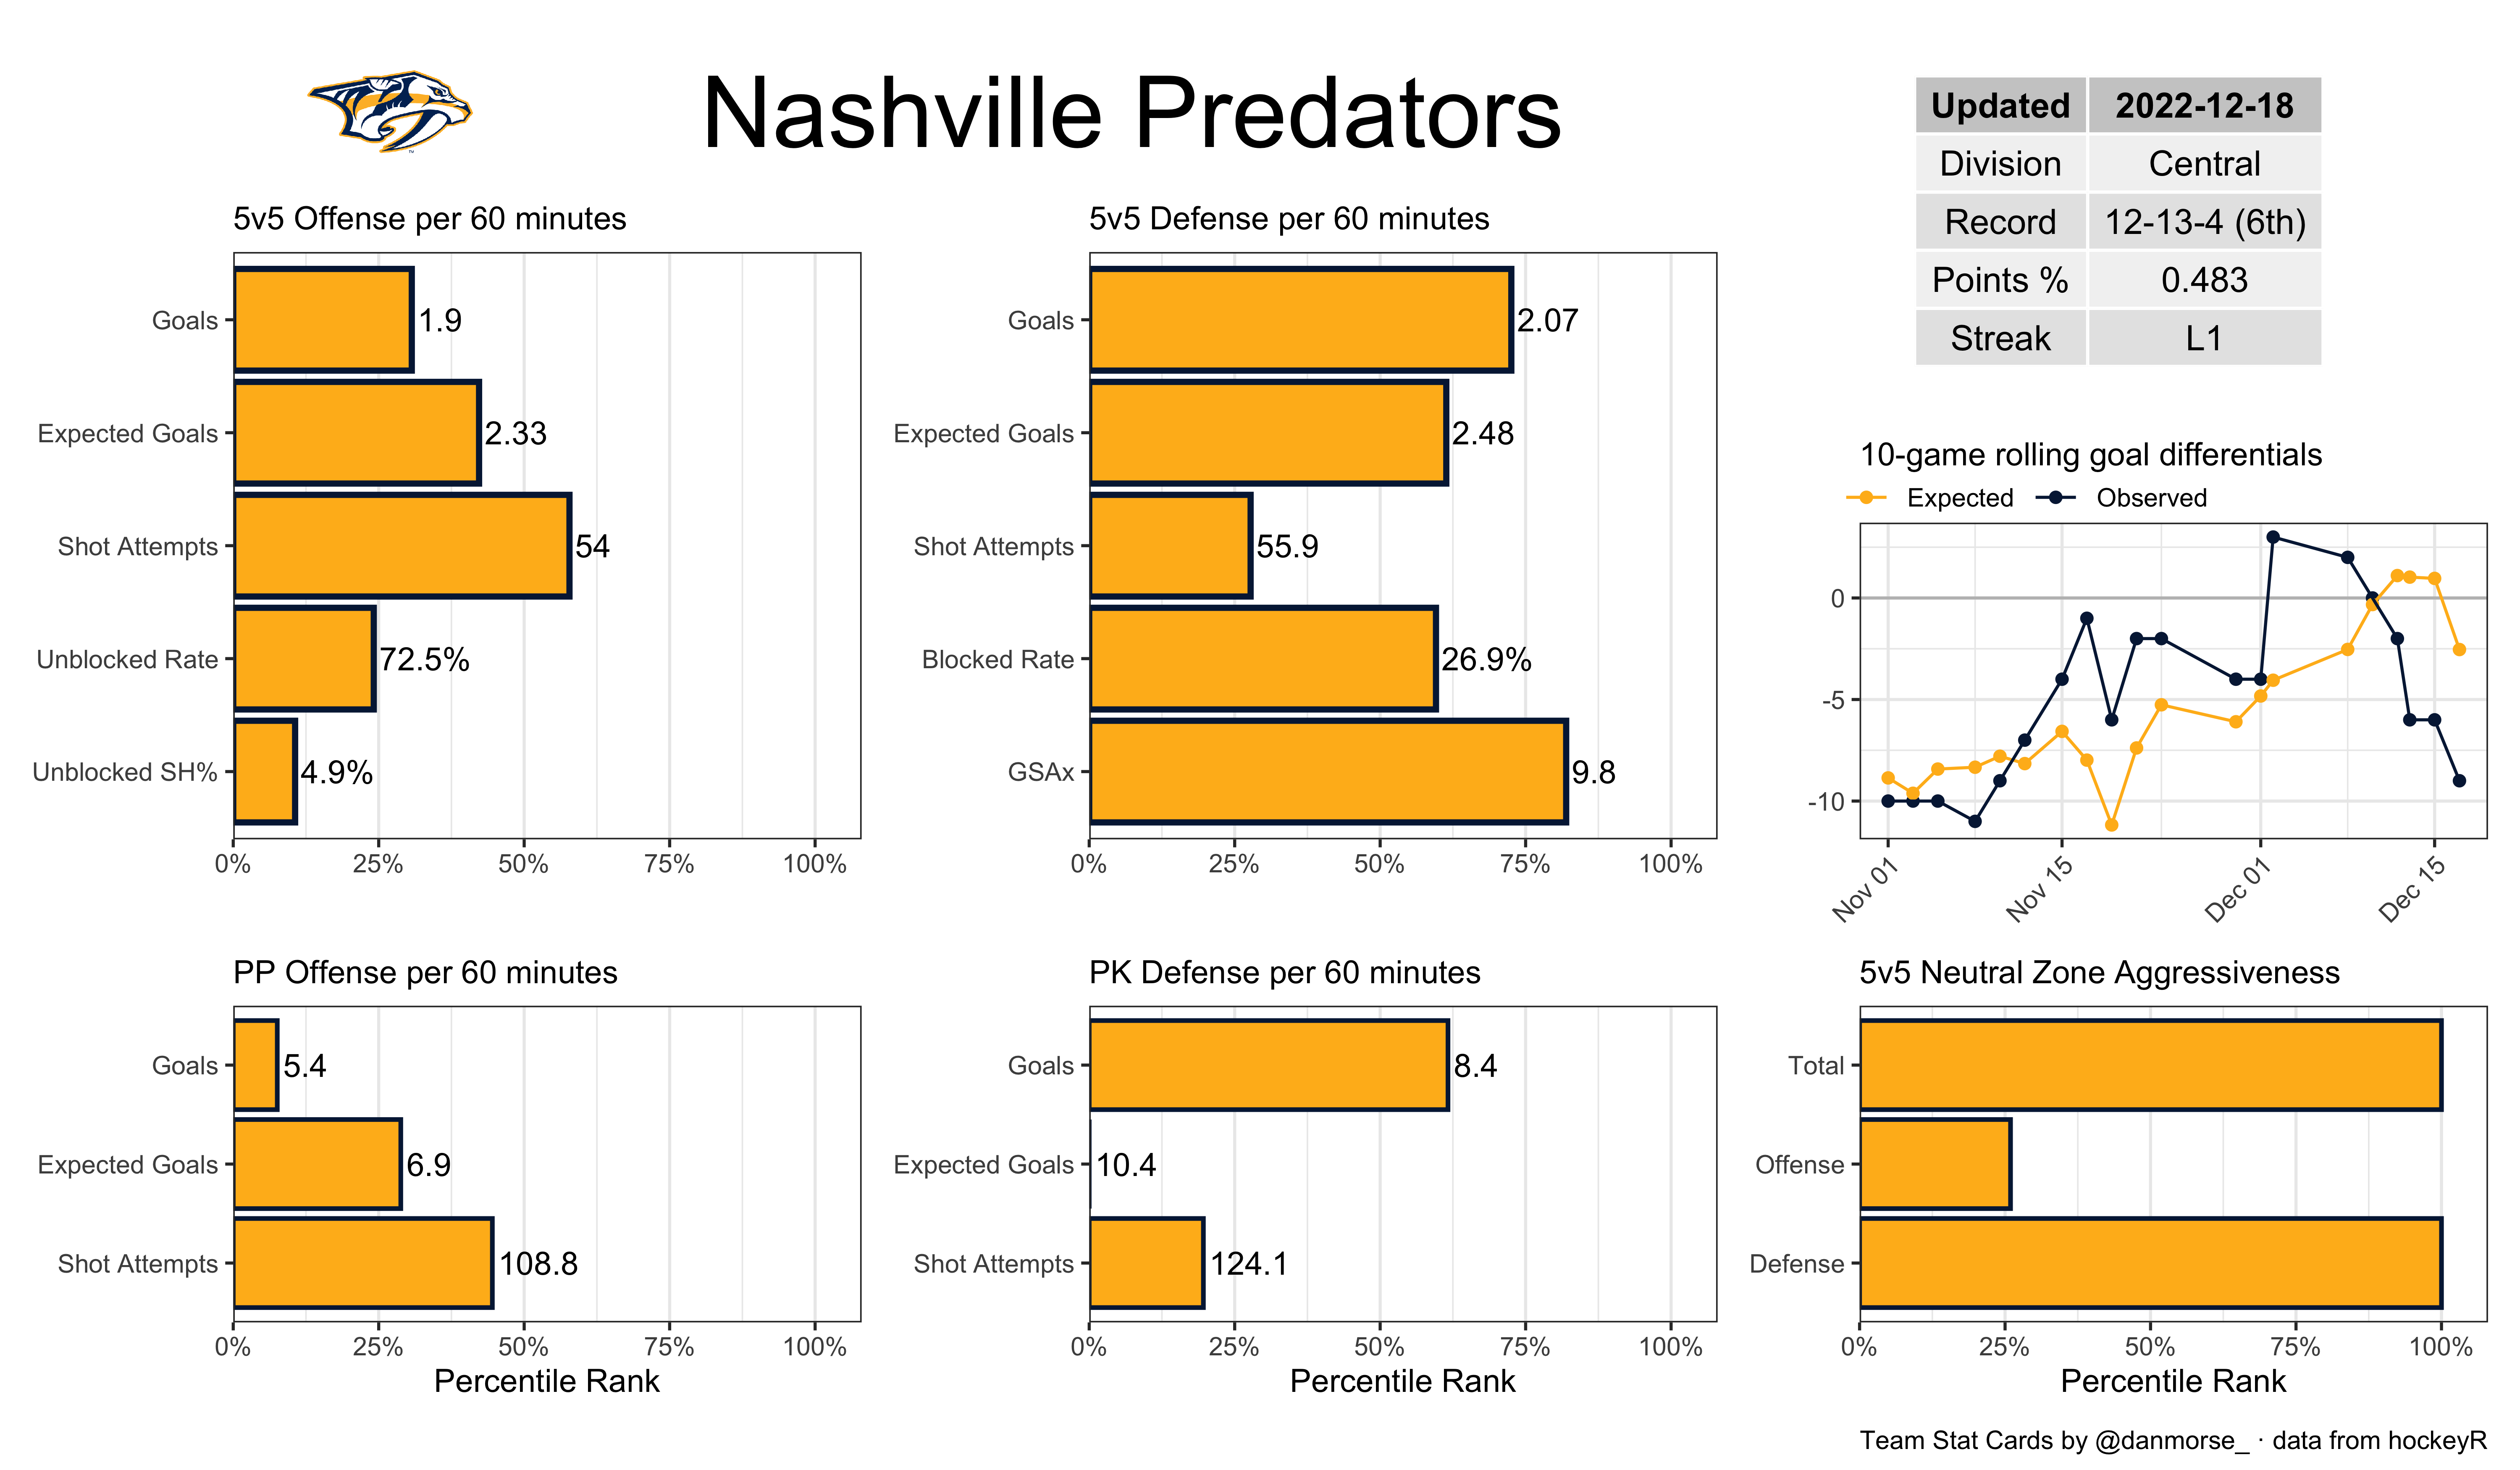 Nashville Predators
Updated 2022-12-18
Division Central
Record 12-13-4 (6th)
Points % 0.483
Streak L1
5v5 Offense per 60 minutes
Goals 1.9
Expected Goals 2.33
Shot Attempts 54
Unblocked Rate 72.5%
Unblocked SH% 4.9%
0% 25% 50% 75% 100%
5v5 Defense per 60 minutes
Goals 2.07
Expected Goals 2.48
Shot Attempts 55.9
Blocked Rate 26.9%
GSAx 9.8
0% 25% 50% 75% 100%
10-game rolling goal differentials
Expected Observed
0
-5
-10
Nov 01 Nov 15 Dec 01 Dec 15
PP Offense per 60 minutes
Goals 5.4
Expected Goals 6.9
Shot Attempts 108.8
0% 25% 50% 75% 100%
Percentile Rank
PK Defense per 60 minutes
Goals 8.4
Expected Goals 10.4
Shot Attempts 124.1
0% 25% 50% 75% 100%
Percentile Rank
5v5 Neutral Zone Aggressiveness
Total
Offense
Defense
0% 25% 50% 75% 100%
Percentile Rank
Team Stat Cards by @danmorse_ · data from hockeyR